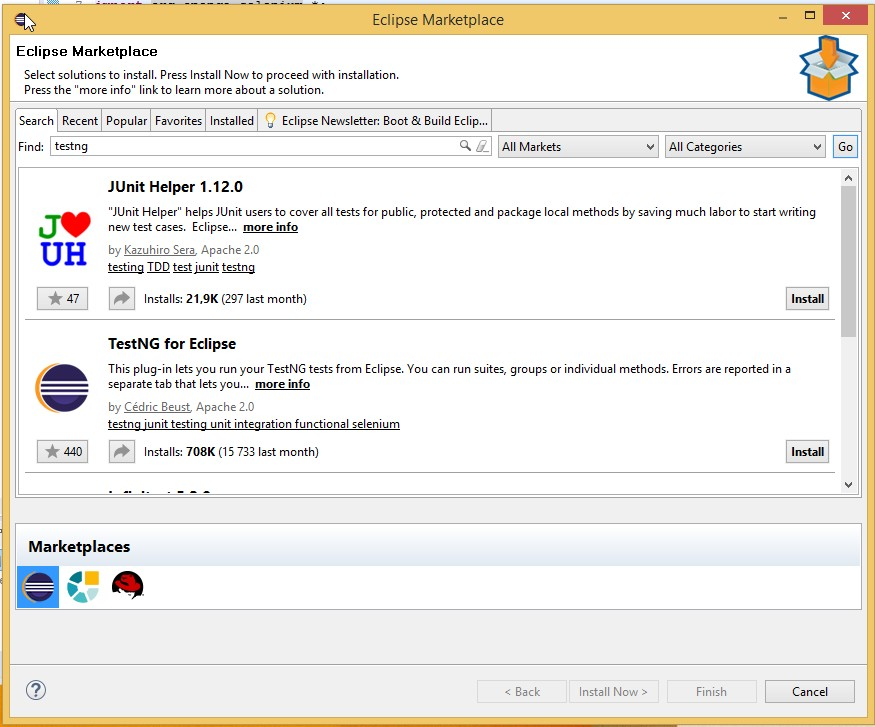 Eclipse Marketplace
Eclipse Marketplace
Select solutions to install. Press Install Now to proceed with installation.
Press the "more info" link to learn more about a solution.
Search Recent Popular Favorites Installed Eclipse Newsletter: Boot & Build Eclip...
Find: testng All Markets All Categories Go
JUnit Helper 1.12.0
"JUnit Helper" helps JUnit users to cover all tests for public, protected and package local methods by saving much labor to start writing
new test cases. Eclipse... more info
by Kazuhiro Sera, Apache 2.0
testing TDD test junit testng
J UH
47 Installs: 21,9K (297 last month) Install
TestNG for Eclipse
This plug-in lets you run your TestNG tests from Eclipse. You can run suites, groups or individual methods. Errors are reported in a
separate tab that lets you... more info
by Cédric Beust, Apache 2.0
testng junit testing unit integration functional selenium
440 Installs: 708K (15 733 last month) Install
Marketplaces
? < Back Install Now > Finish Cancel